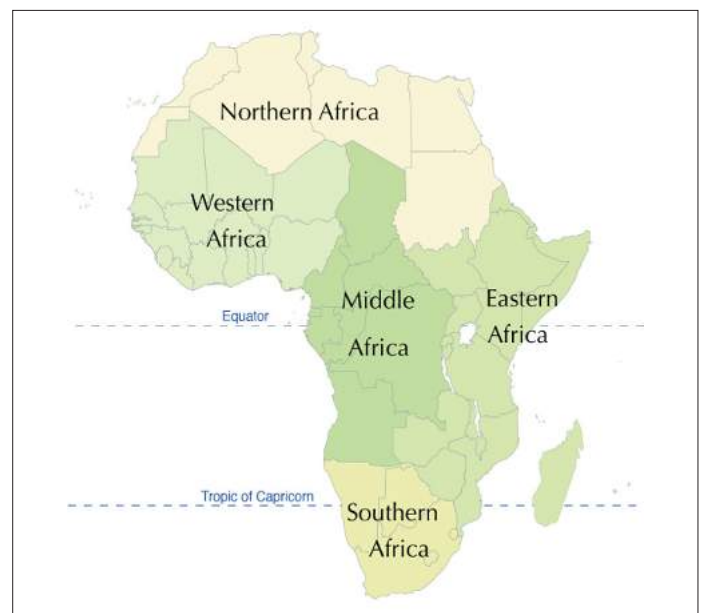 Northern Africa
Western
Africa
Middle
Africa
Eastern
Africa
Equator
Tropic of Capricorn
Southern
Africa